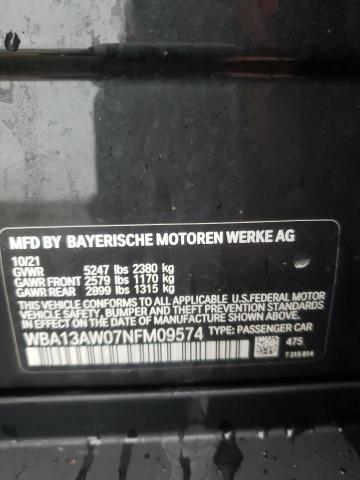 MFD BY BAYERISCHE MOTOREN WERKE AG
10/21
GVWR 5247 lbs 2380 kg
GAWR FRONT 2579 lbs 1170 kg
GAWR REAR 2899 lbs 1315 kg
THIS VEHICLE CONFORMS TO ALL APPLICABLE U.S.FEDERAL MOTOR
VEHICLE SAFETY, BUMPER, AND THEFT PREVENTION STANDARDS
IN EFFECT ON THE DATE OF MANUFACTURE SHOWN ABOVE.
WBA13AW07NFM09574 TYPE: PASSENGER CAR
475
7 315 014